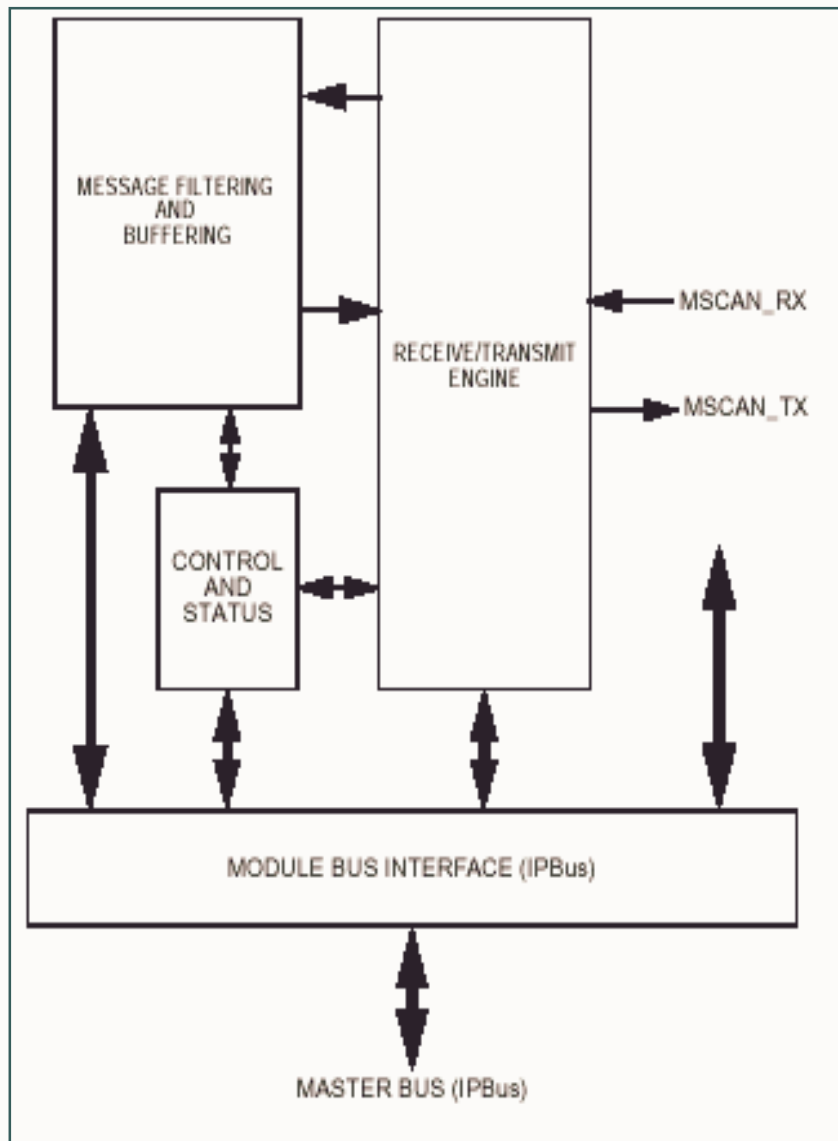 MESSAGE FILTERING
AND
BUFFERING
RECEIVE/TRANSMIT
ENGINE
MSCAN_RX
MSCAN_TX
CONTROL
AND
STATUS
MODULE BUS INTERFACE (IPBus)
MASTER BUS (IPBus)